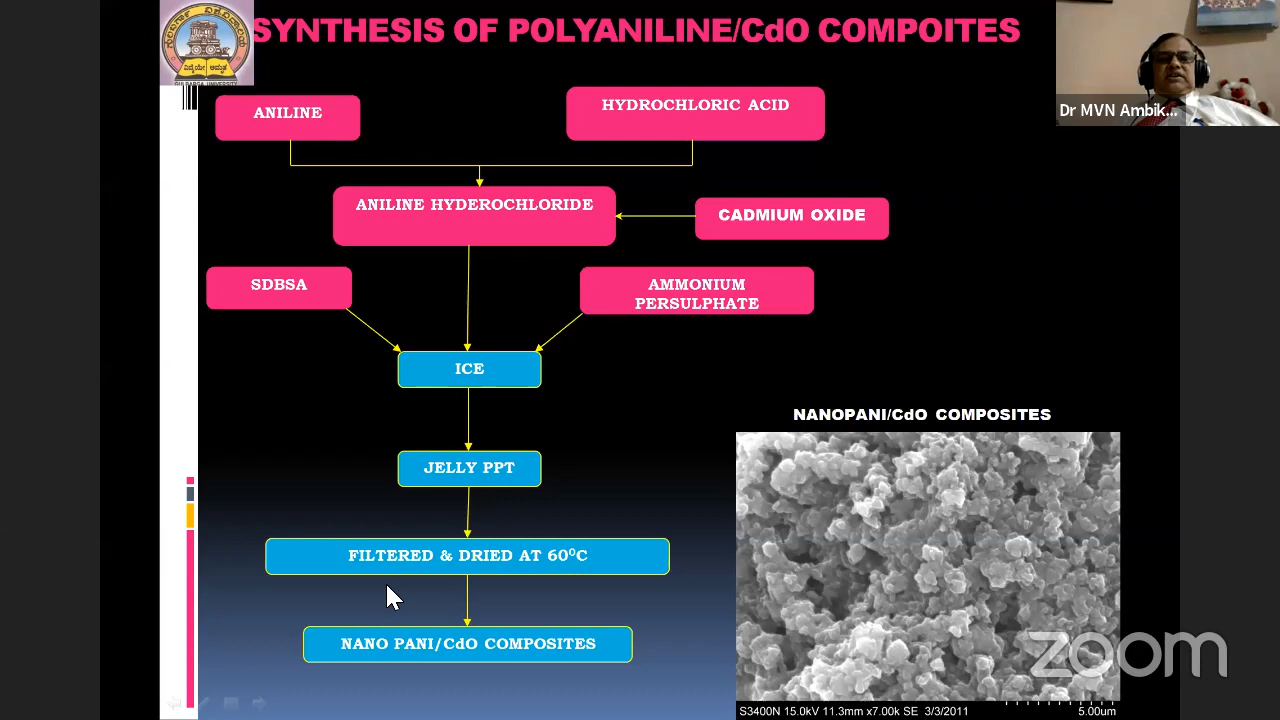 SYNTHESIS OF POLYANILINE/CdO COMPOITES
Dr MVN Ambik...
ANILINE
HYDROCHLORIC ACID
ANILINE HYDEROCHLORIDE
CADMIUM OXIDE
SDBSA
AMMONIUM
PERSULPHATE
ICE
JELLY PPT
FILTERED & DRIED AT 60⁰C
NANO PANI/CdO COMPOSITES
NANOPANI/CdO COMPOSITES
zoom
S3400N 15.0kV 11.3mm x7.00k SE 3/3/2011
5.00um